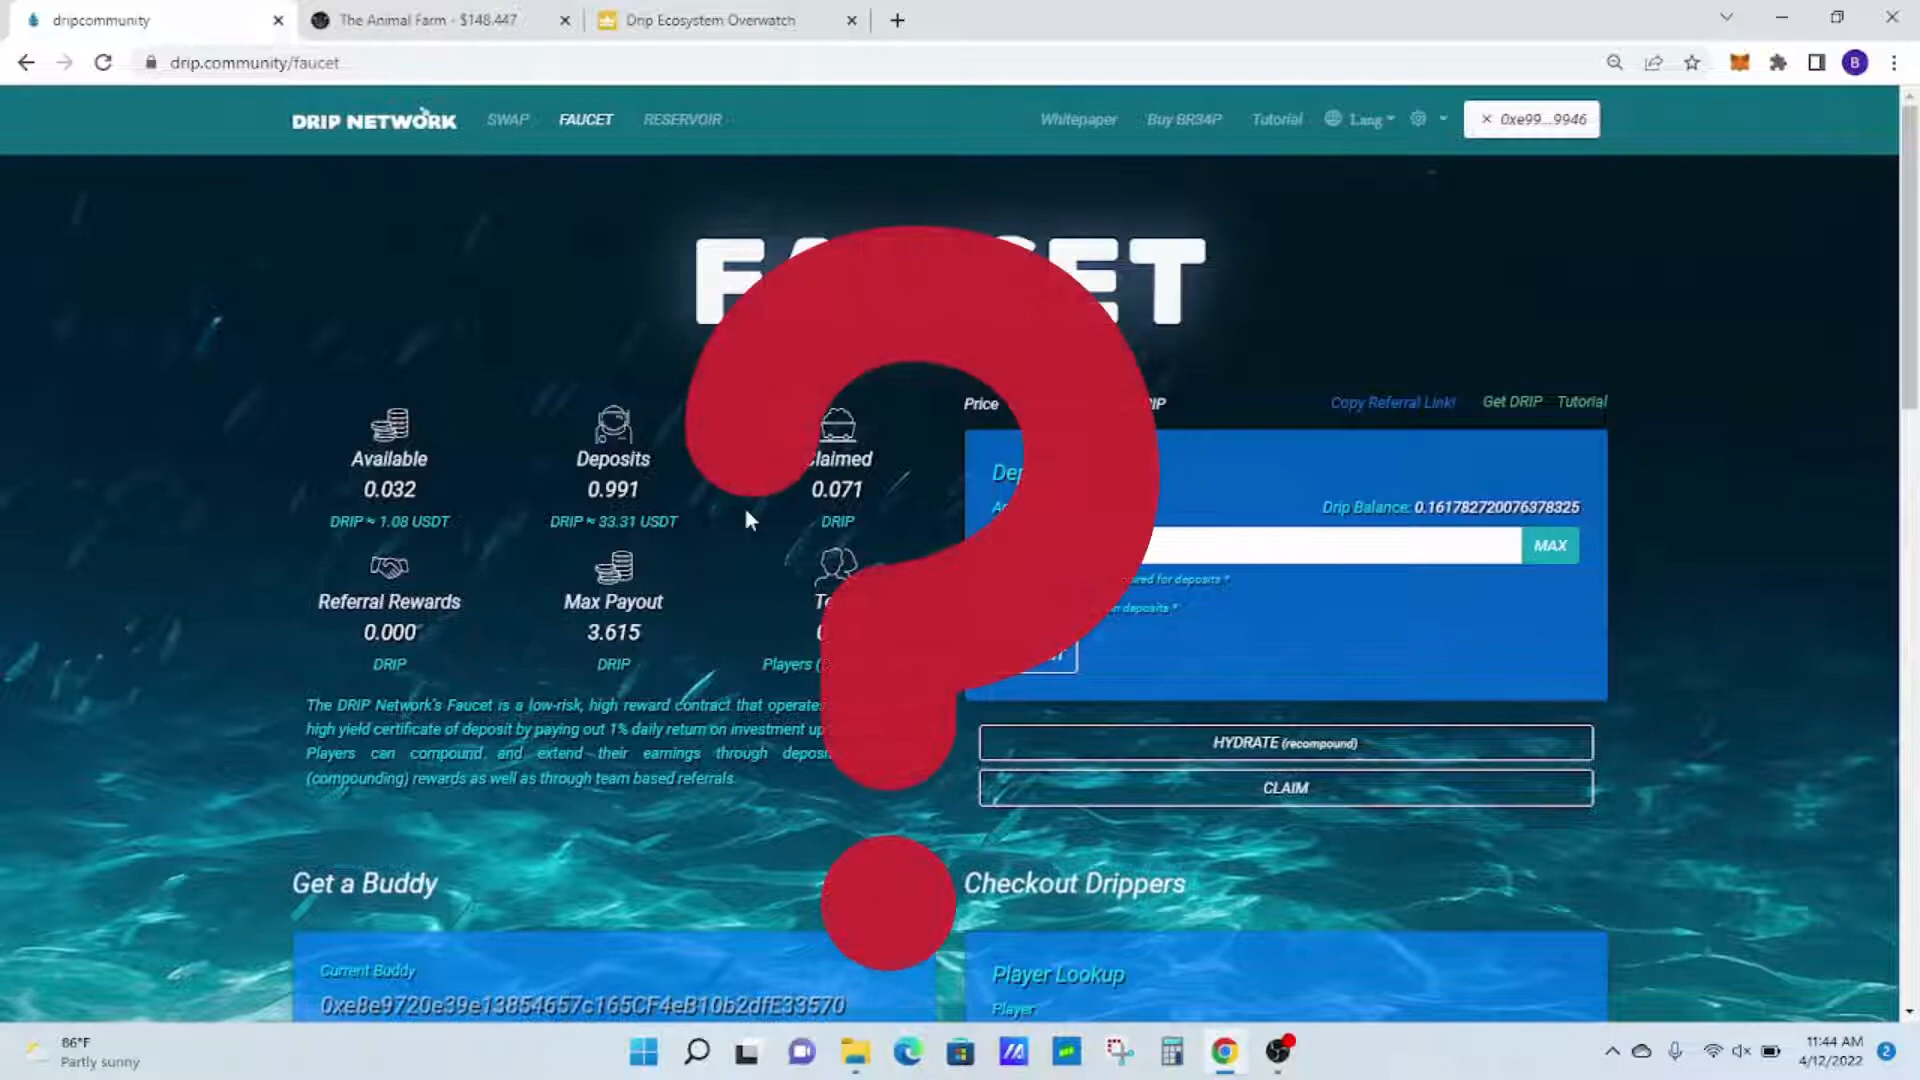 dripcommunity
The Animal Farm - $148.447
Drip Ecosystem Overwatch
drip.community/faucet
B
DRIP NETWORK SWAP FAUCET RESERVOIR Whitepaper Buy BR34P Tutorial Lang 0xe99...9946
Price
Copy Referral Link! Get DRIP Tutorial
Available
0.032
DRIP ≈ 1.08 USDT
Deposits
0.991
DRIP ≈ 33.31 USDT
0.071
DRIP
Drip Balance: 0.161782720076378325
MAX
for deposits *
deposits *
Referral Rewards
0.000
DRIP
Max Payout
3.615
DRIP
Players
The DRIP Network's Faucet is a low-risk, high reward contract that
high yield certificate of deposit by paying out 1% daily return on investment
Players can compound and extend their earnings through
(compounding) rewards as well as through team based referrals.
HYDRATE (recompound)
CLAIM
Get a Buddy
Checkout Drippers
Current Buddy
0xe8e9720e39e13854657c165CF4eB10b2dfE33570
Player Lookup
Player
86°F
Partly sunny
11:44 AM
4/12/2022
2